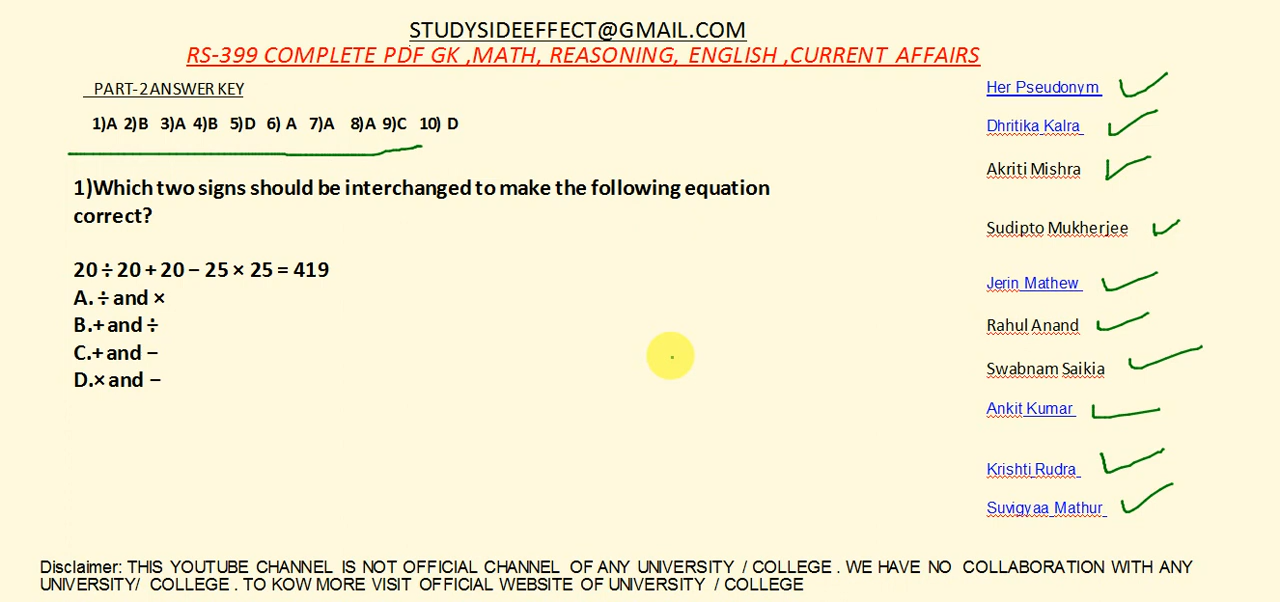 STUDYSIDEEFFECT@GMAIL.COM
RS-399 COMPLETE PDF GK ,MATH, REASONING, ENGLISH ,CURRENT AFFAIRS
PART-2ANSWER KEY
1)A 2)B 3)A 4)B 5)D 6) A 7)A 8)A 9)C 10) D
1)Which two signs should be interchanged to make the following equation
correct?
20 ÷ 20 + 20 − 25 × 25 = 419
A. ÷ and ×
B.+ and ÷
C.+ and −
D.× and −
Her Pseudonym
Dhritika Kalra
Akriti Mishra
Sudipto Mukherjee
Jerin Mathew
Rahul Anand
Swabnam Saikia
Ankit Kumar
Krishti Rudra
Suvigyaa Mathur
Disclaimer: THIS YOUTUBE CHANNEL IS NOT OFFICIAL CHANNEL OF ANY UNIVERSITY / COLLEGE . WE HAVE NO COLLABORATION WITH ANY
UNIVERSITY/ COLLEGE . TO KOW MORE VISIT OFFICIAL WEBSITE OF UNIVERSITY / COLLEGE